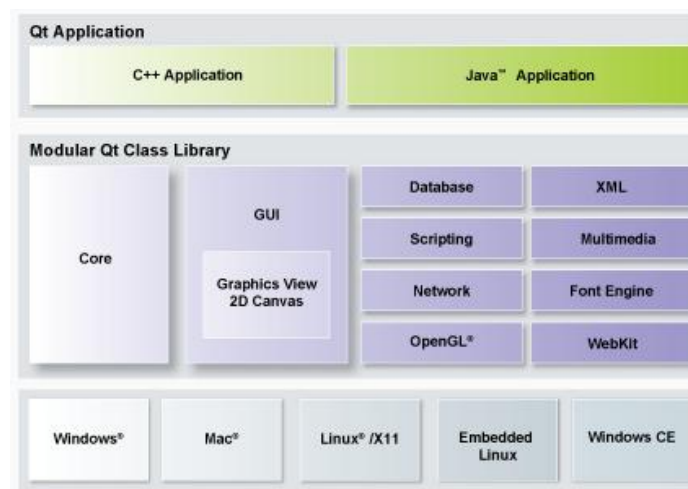 Qt Application
C++ Application
Java™ Application
Modular Qt Class Library
Core
GUI
Graphics View
2D Canvas
Database
XML
Scripting
Multimedia
Network
Font Engine
OpenGL®
WebKit
Windows®
Mac®
Linux® /X11
Embedded
Linux
Windows CE